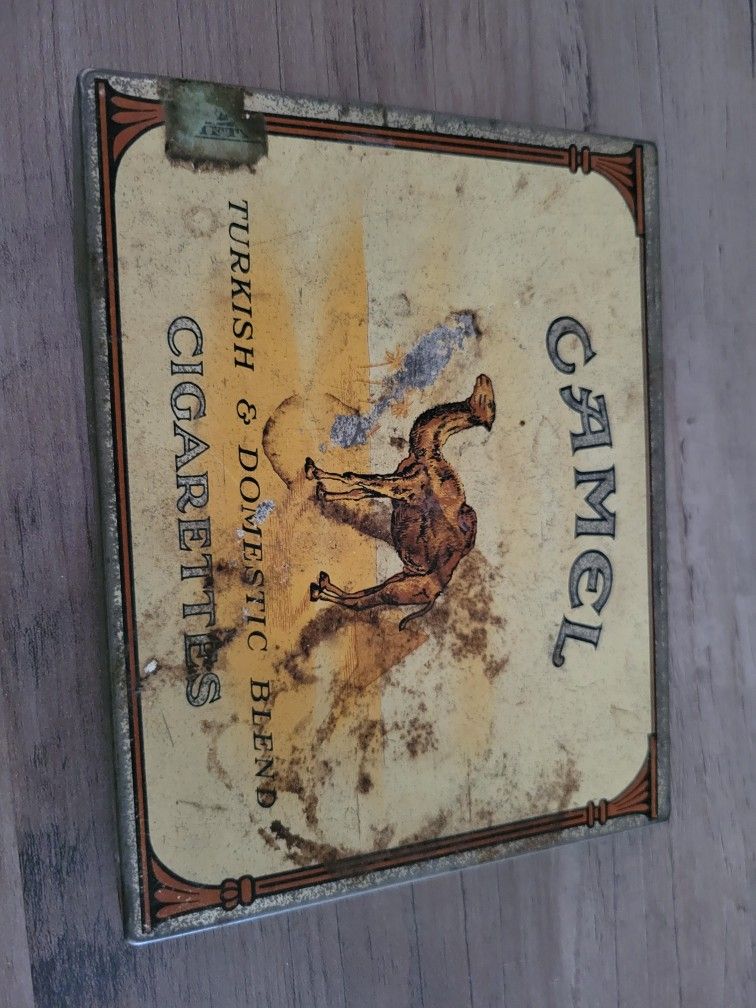 CAMEL
TURKISH & DOMESTIC BLEND
CIGARETTES